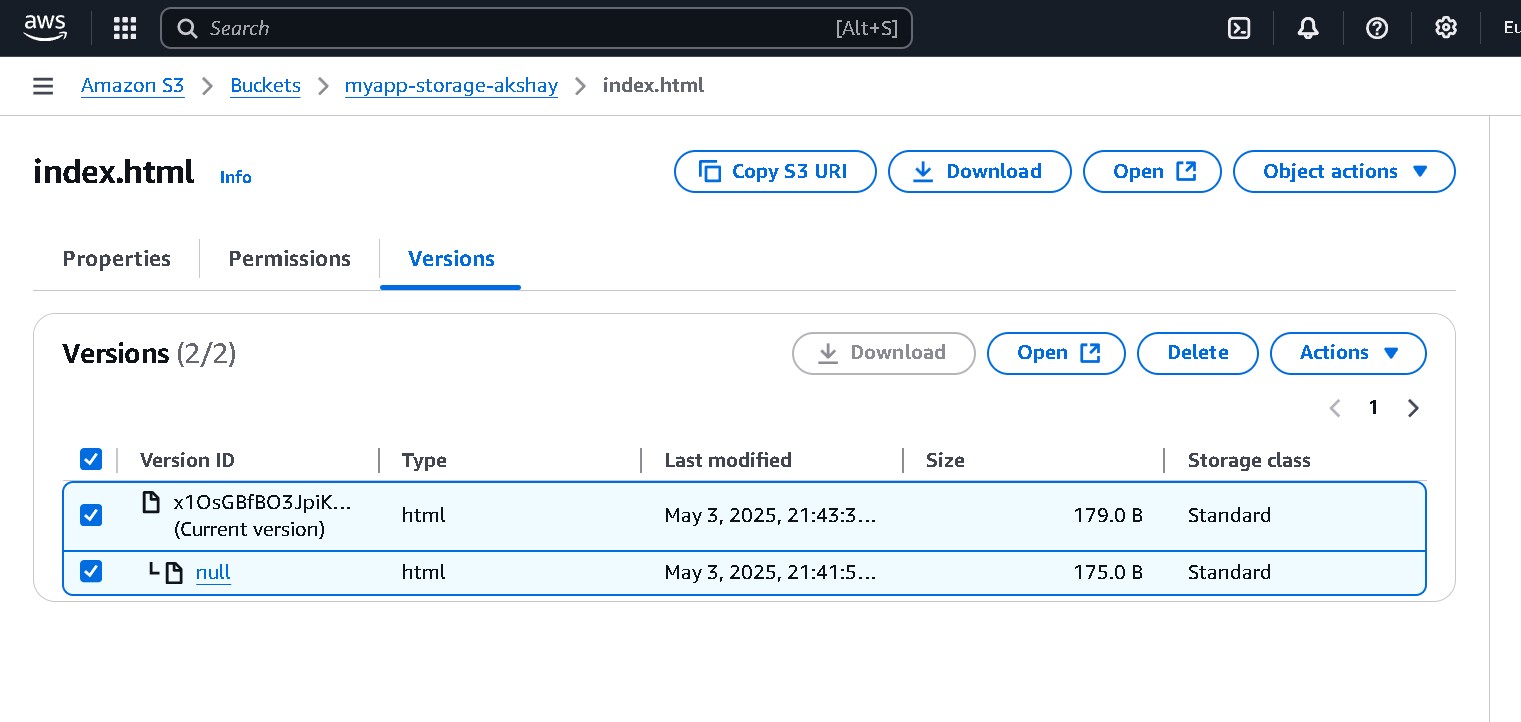 aws
Search [Alt+S] Eu
Amazon S3 > Buckets > myapp-storage-akshay > index.html
index.html Info Copy S3 URI Download Open Object actions
Properties Permissions Versions
Versions (2/2) Download Open Delete Actions
1
Version ID Type Last modified Size Storage class
x1OsGBfBO3JpiK...
(Current version) html May 3, 2025, 21:43:3... 179.0 B Standard
null html May 3, 2025, 21:41:5... 175.0 B Standard